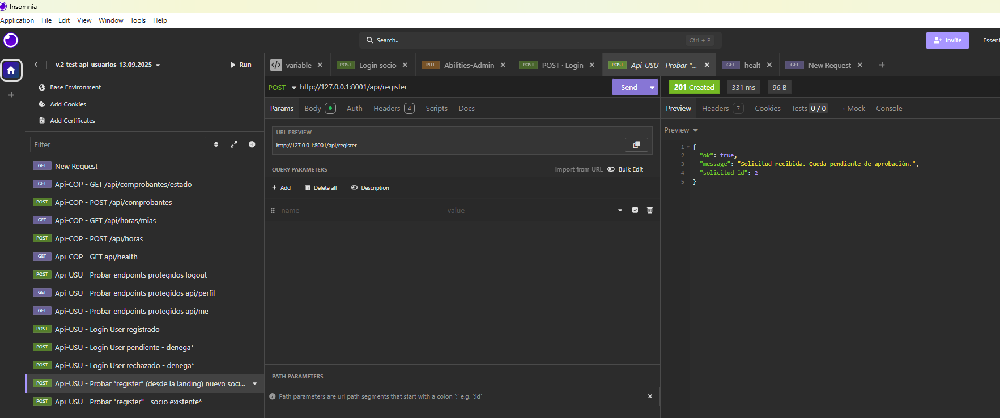 Insomnia
Application File Edit View Window Tools Help
Search.. Ctrl + P
Invite
v.2 test api-usuarios-13.09.2025
Run
variable
POST Login socio
PUT Abilities-Admin
POST POST · Login
POST Api-USU - Probar “...
GET healt
GET New Request
Base Environment
Add Cookies
Add Certificates
Filter
GET New Request
GET Api-COP - GET /api/comprobantes/estado
POST Api-COP - POST /api/comprobantes
GET Api-COP - GET /api/horas/mias
POST Api-COP - POST /api/horas
GET Api-COP - GET api/health
POST Api-USU - Probar endpoints protegidos logout
GET Api-USU - Probar endpoints protegidos api/perfil
GET Api-USU - Probar endpoints protegidos api/me
POST Api-USU - Login User registrado
POST Api-USU - Login User pendiente - denega*
POST Api-USU - Login User rechazado - denega*
POST Api-USU - Probar “register” (desde la landing) nuevo soci...
POST Api-USU - Probar "register" - socio existente*
POST http://127.0.0.1:8001/api/register
Send
Params Body Auth Headers 4 Scripts Docs
URL PREVIEW
http://127.0.0.1:8001/api/register
QUERY PARAMETERS
Import from URL Bulk Edit
Add Delete all Description
name value
PATH PARAMETERS
Path parameters are url path segments that start with a colon ':' e.g. ':id'
201 Created 331 ms 96 B
Preview Headers 7 Cookies Tests 0 / 0 → Mock Console
Preview
1 {
2 "ok": true,
3 "message": "Solicitud recibida. Queda pendiente de aprobación.",
4 "solicitud_id": 2
5 }